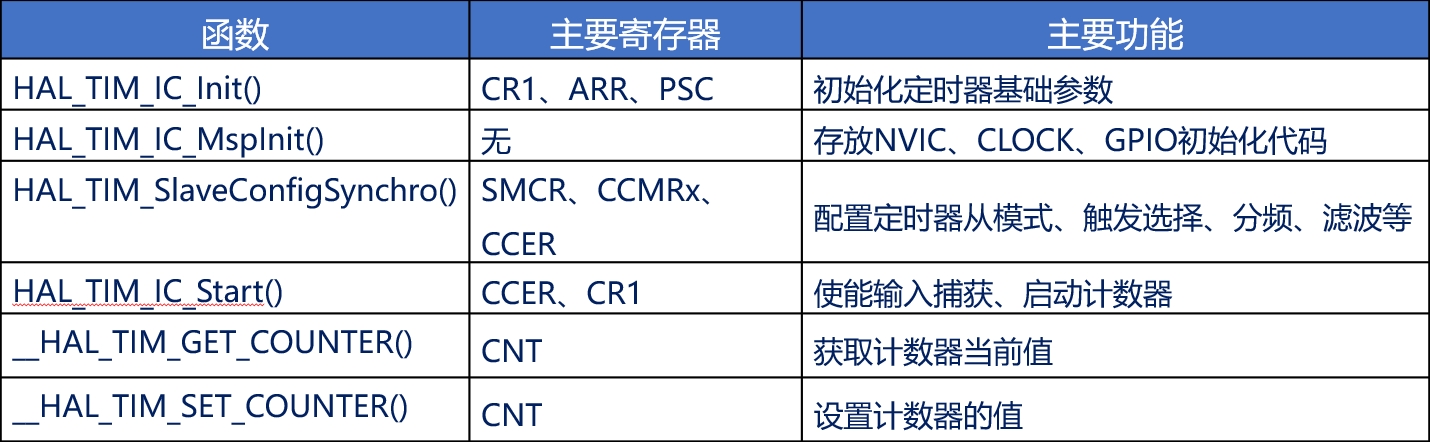 函数 主要寄存器 主要功能
HAL_TIM_IC_Init() CR1、ARR、PSC 初始化定时器基础参数
HAL_TIM_IC_MspInit() 无 存放NVIC、CLOCK、GPIO初始化代码
HAL_TIM_SlaveConfigSynchro() SMCR、CCMRx、
CCER 配置定时器从模式、触发选择、分频、滤波等
HAL_TIM_IC_Start() CCER、CR1 使能输入捕获、启动计数器
__HAL_TIM_GET_COUNTER() CNT 获取计数器当前值
__HAL_TIM_SET_COUNTER() CNT 设置计数器的值